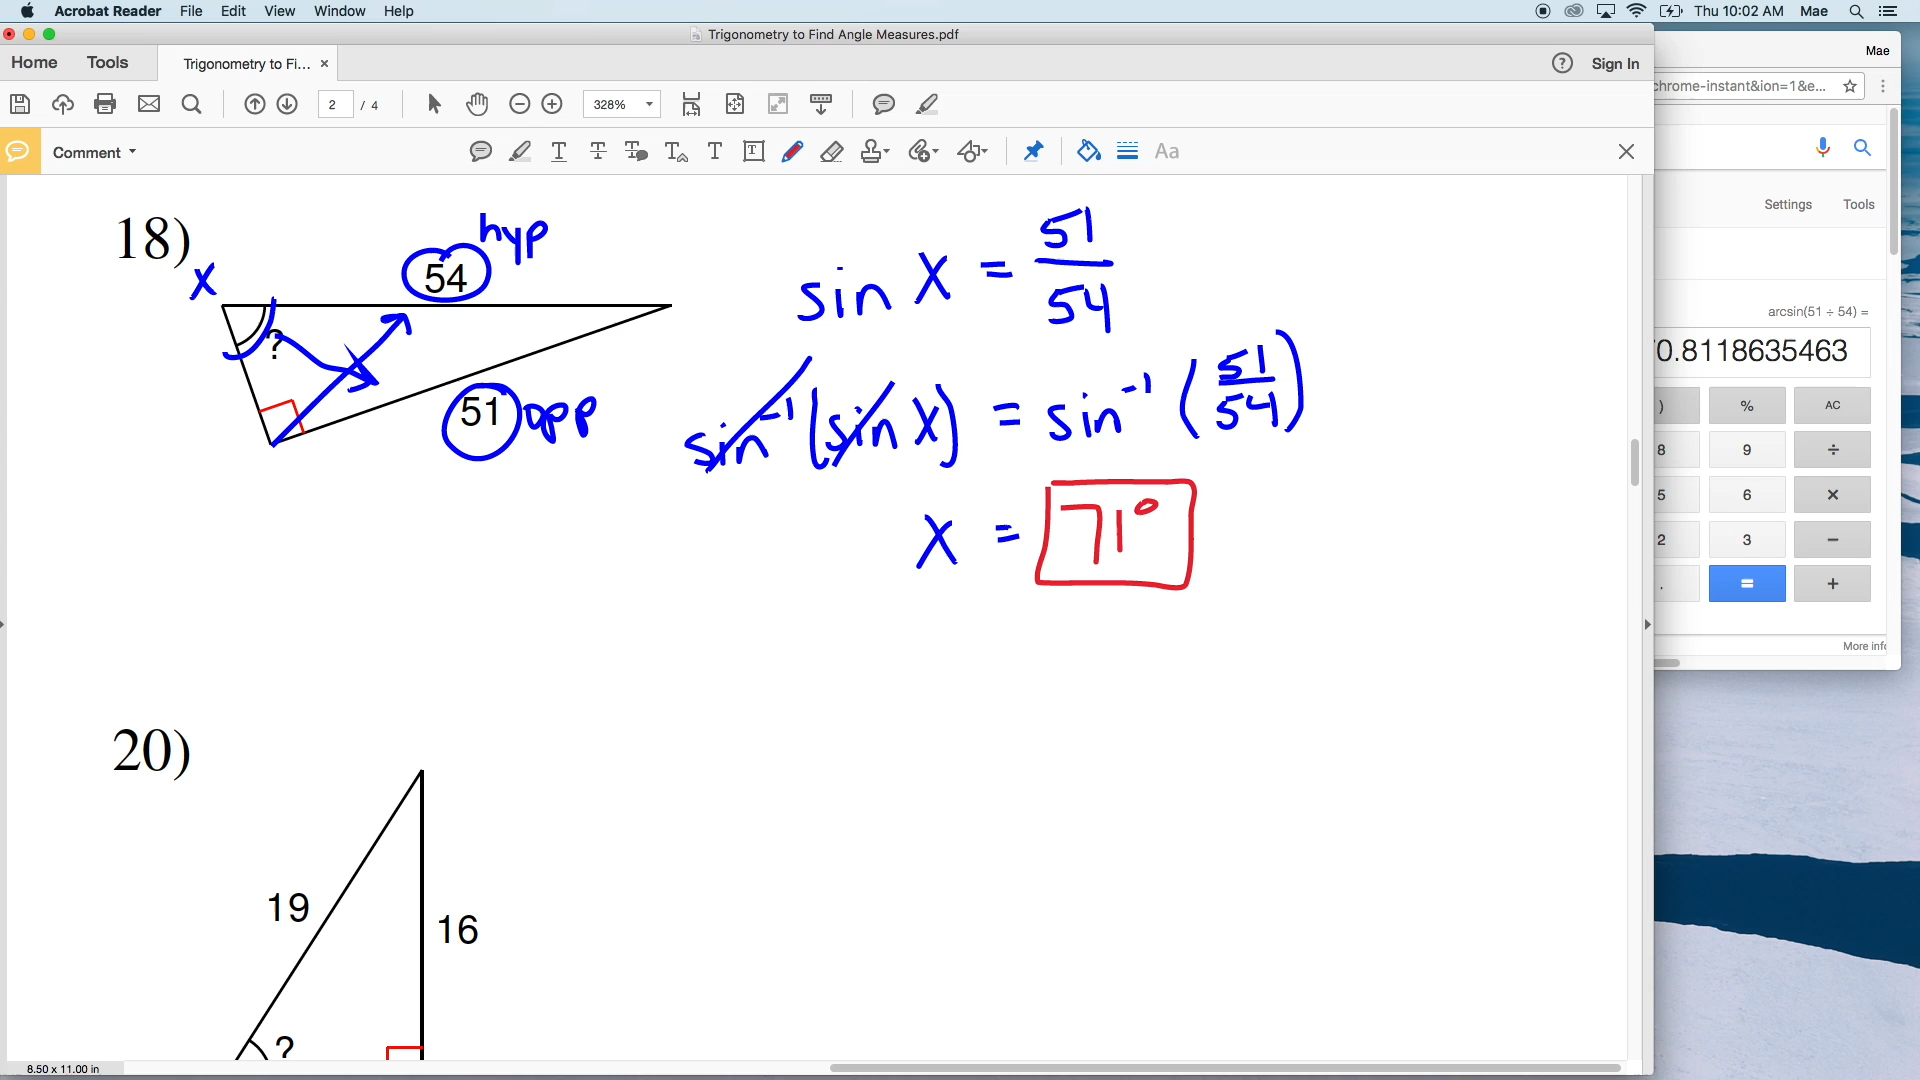 Acrobat Reader File Edit View Window Help Thu 10:02 AM Mae
Trigonometry to Find Angle Measures.pdf
Home Tools Trigonometry to Fi... × ? Sign In
2 / 4 328%
Comment Aa
18)
x
hyp
54
?
51 opp
sin x = 51/54
sin⁻¹ (sin x) = sin⁻¹ (51/54)
x = 71°
20)
19
16
?
8.50 x 11.00 in
Mae
chrome-instant&ion=1&e...
Settings Tools
arcsin(51 ÷ 54) =
0.8118635463
) % AC
8 9 ÷
5 6 ×
2 3 −
. = +
More info